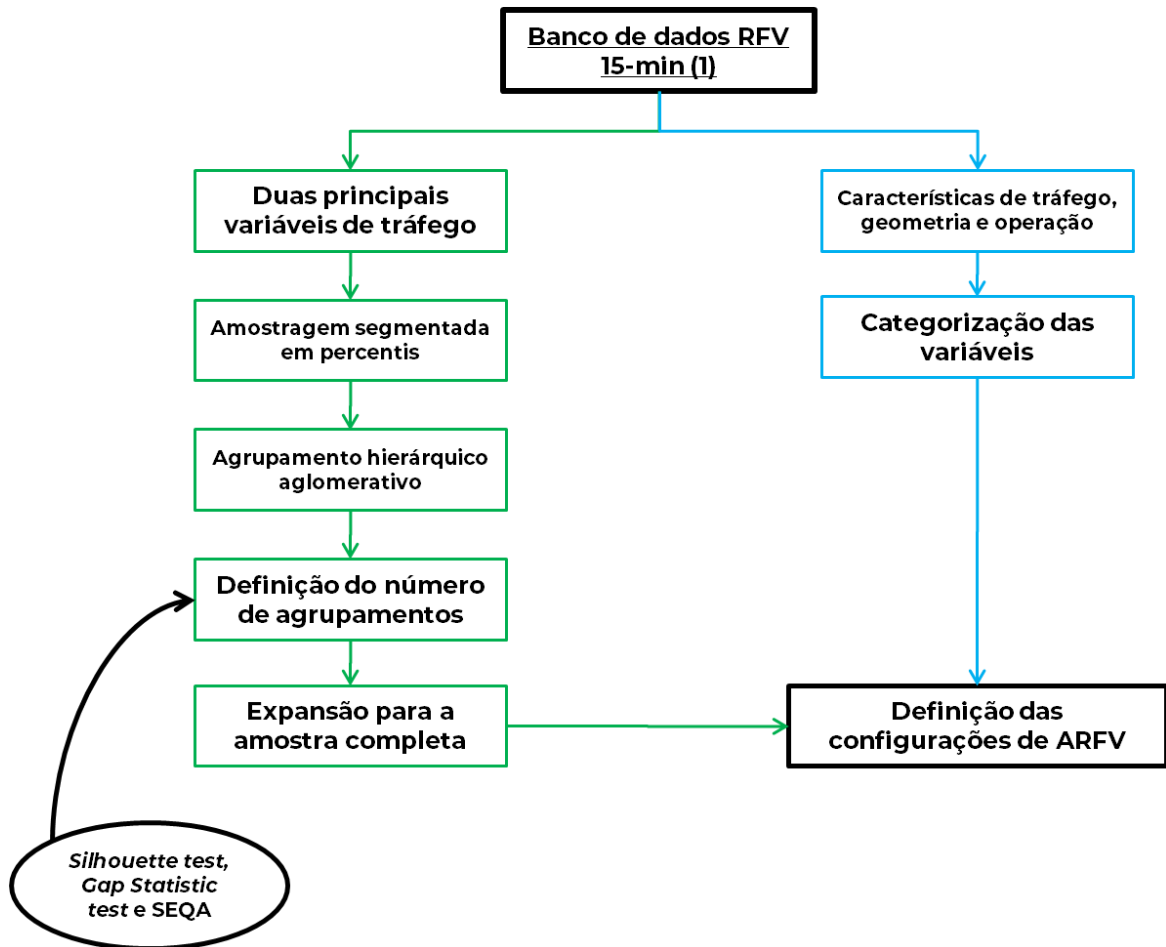 Banco de dados RFV
15-min (1)
Duas principais
variáveis de tráfego
Características de tráfego,
geometria e operação
Amostragem segmentada
em percentis
Categorização das
variáveis
Agrupamento hierárquico
aglomerativo
Definição do número
de agrupamentos
Expansão para a
amostra completa
Definição das
configurações de ARFV
Silhouette test,
Gap Statistic
test e SEQA